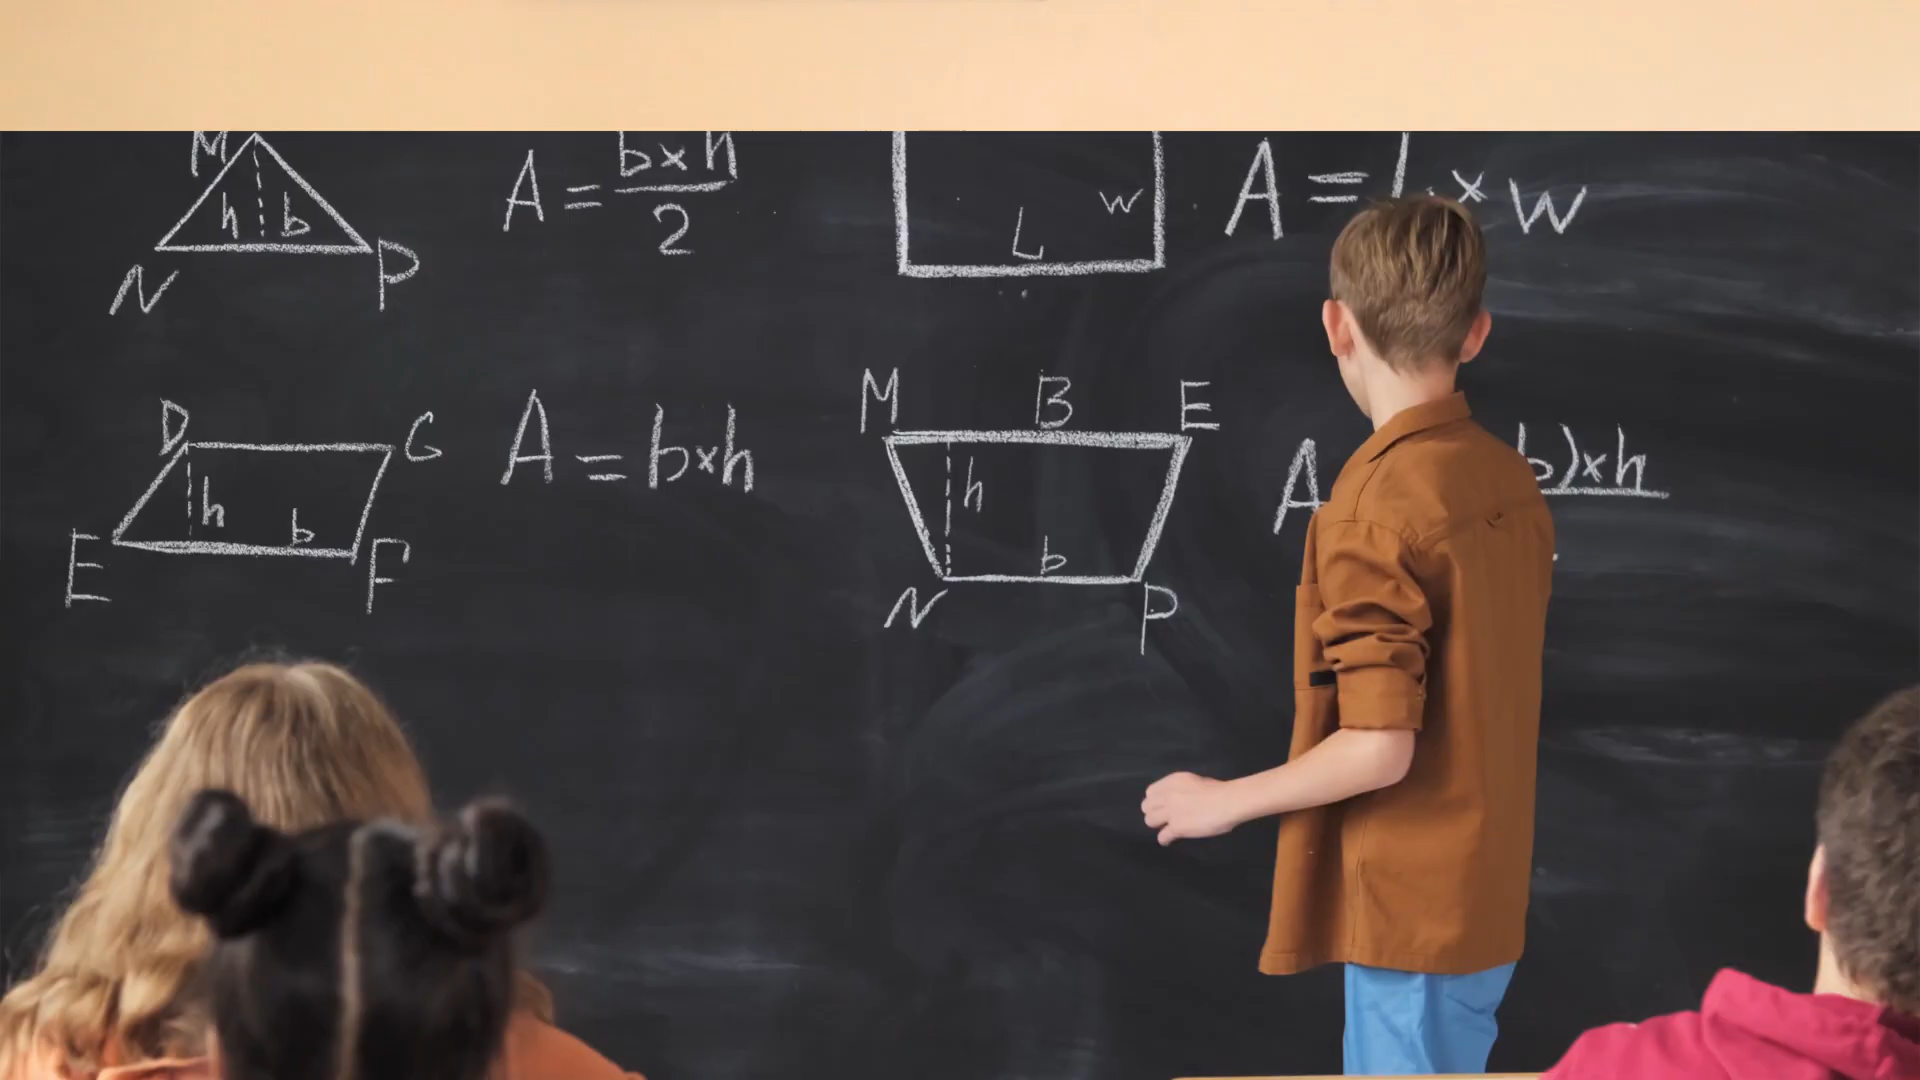 M
h b
N P
A = b×h
2
L W
A = L × W
D G
h b
E F
A = b×h
M B E
h
b
N P
A b)×h